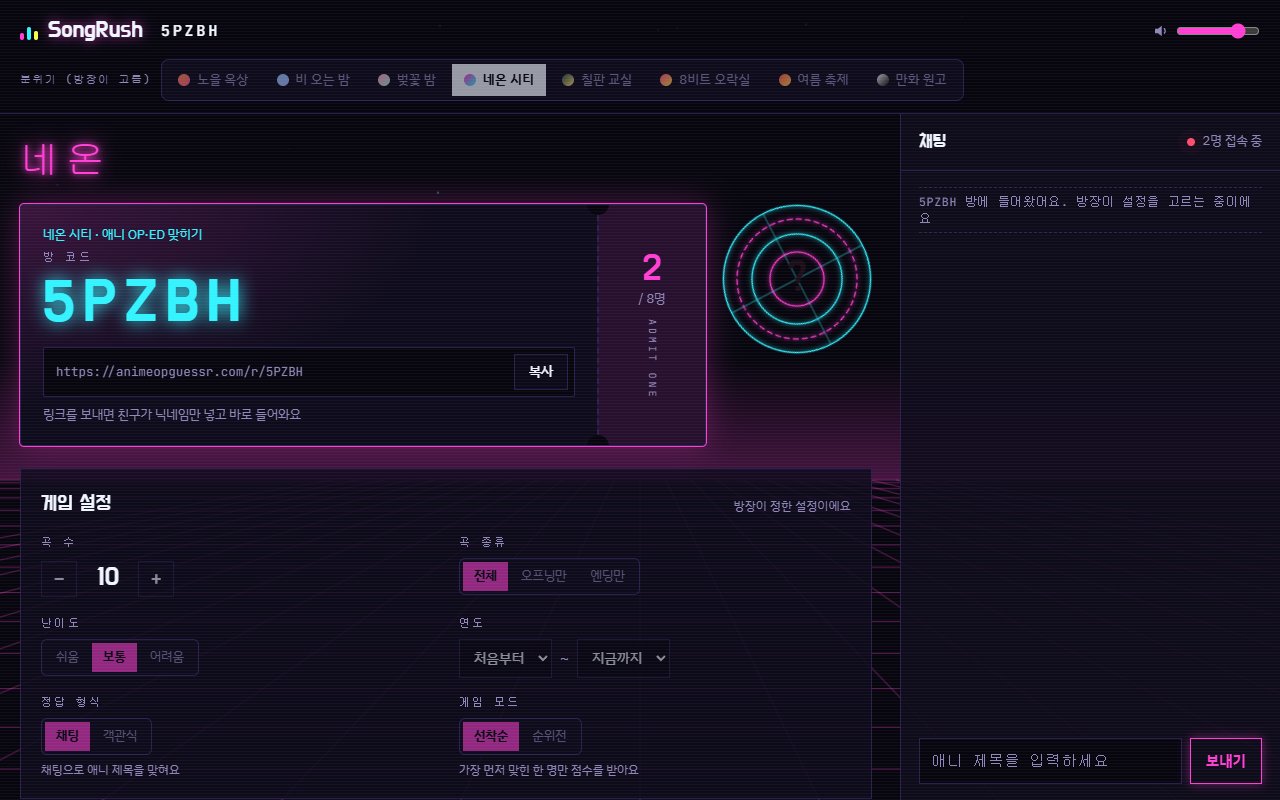 SongRush 5PZBH
분위기 (방장이 고름) 노을 옥상 비 오는 밤 벚꽃 밤 네온 시티 칠판 교실 8비트 오락실 여름 축제 만화 원고
네온
네온 시티 · 애니 OP·ED 맞히기
방 코드
5PZBH
https://animeopguessr.com/r/5PZBH 복사
링크를 보내면 친구가 닉네임만 넣고 바로 들어와요
2
/ 8명
ADMIT ONE
?
게임 설정 방장이 정한 설정이에요
곡 수
− 10 +
곡 종류
전체 오프닝만 엔딩만
난이도
쉬움 보통 어려움
연도
처음부터 ~ 지금까지
정답 형식
채팅 객관식
채팅으로 애니 제목을 맞혀요
게임 모드
선착순 순위전
가장 먼저 맞힌 한 명만 점수를 받아요
채팅 2명 접속 중
5PZBH 방에 들어왔어요. 방장이 설정을 고르는 중이에
요
애니 제목을 입력하세요 보내기